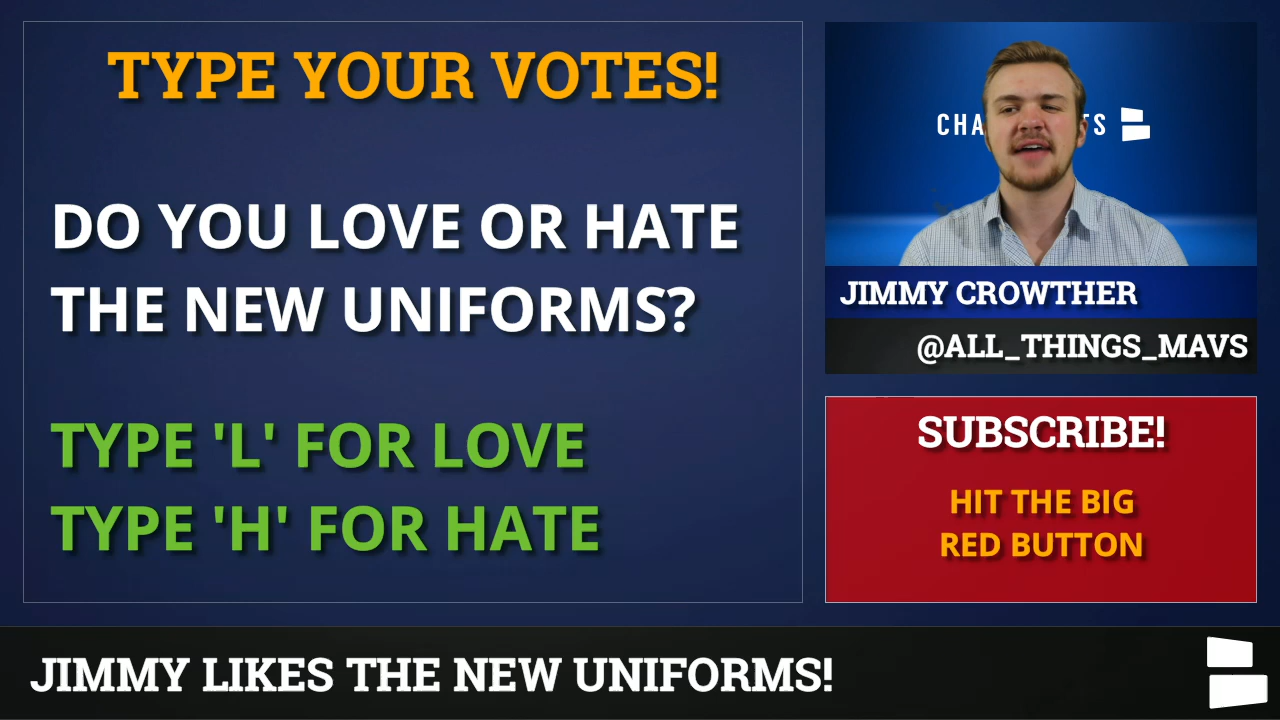 TYPE YOUR VOTES!
DO YOU LOVE OR HATE
THE NEW UNIFORMS?
TYPE 'L' FOR LOVE
TYPE 'H' FOR HATE
JIMMY CROWTHER
@ALL_THINGS_MAVS
SUBSCRIBE!
HIT THE BIG
RED BUTTON
JIMMY LIKES THE NEW UNIFORMS!